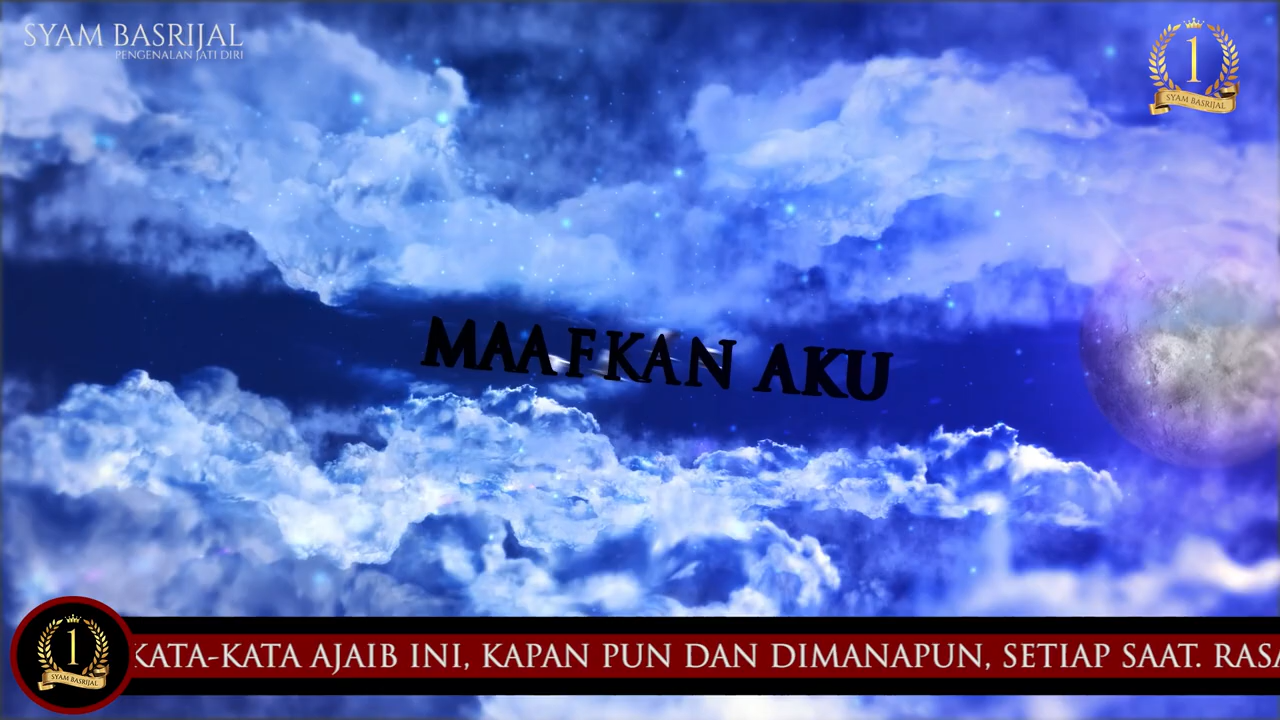 SYAM BASRIJAL
PENGENALAN JATI DIRI
1
SYAM BASRIJAL
MAAFKAN AKU
1
SYAM BASRIJAL
KATA-KATA AJAIB INI, KAPAN PUN DAN DIMANAPUN, SETIAP SAAT. RASA